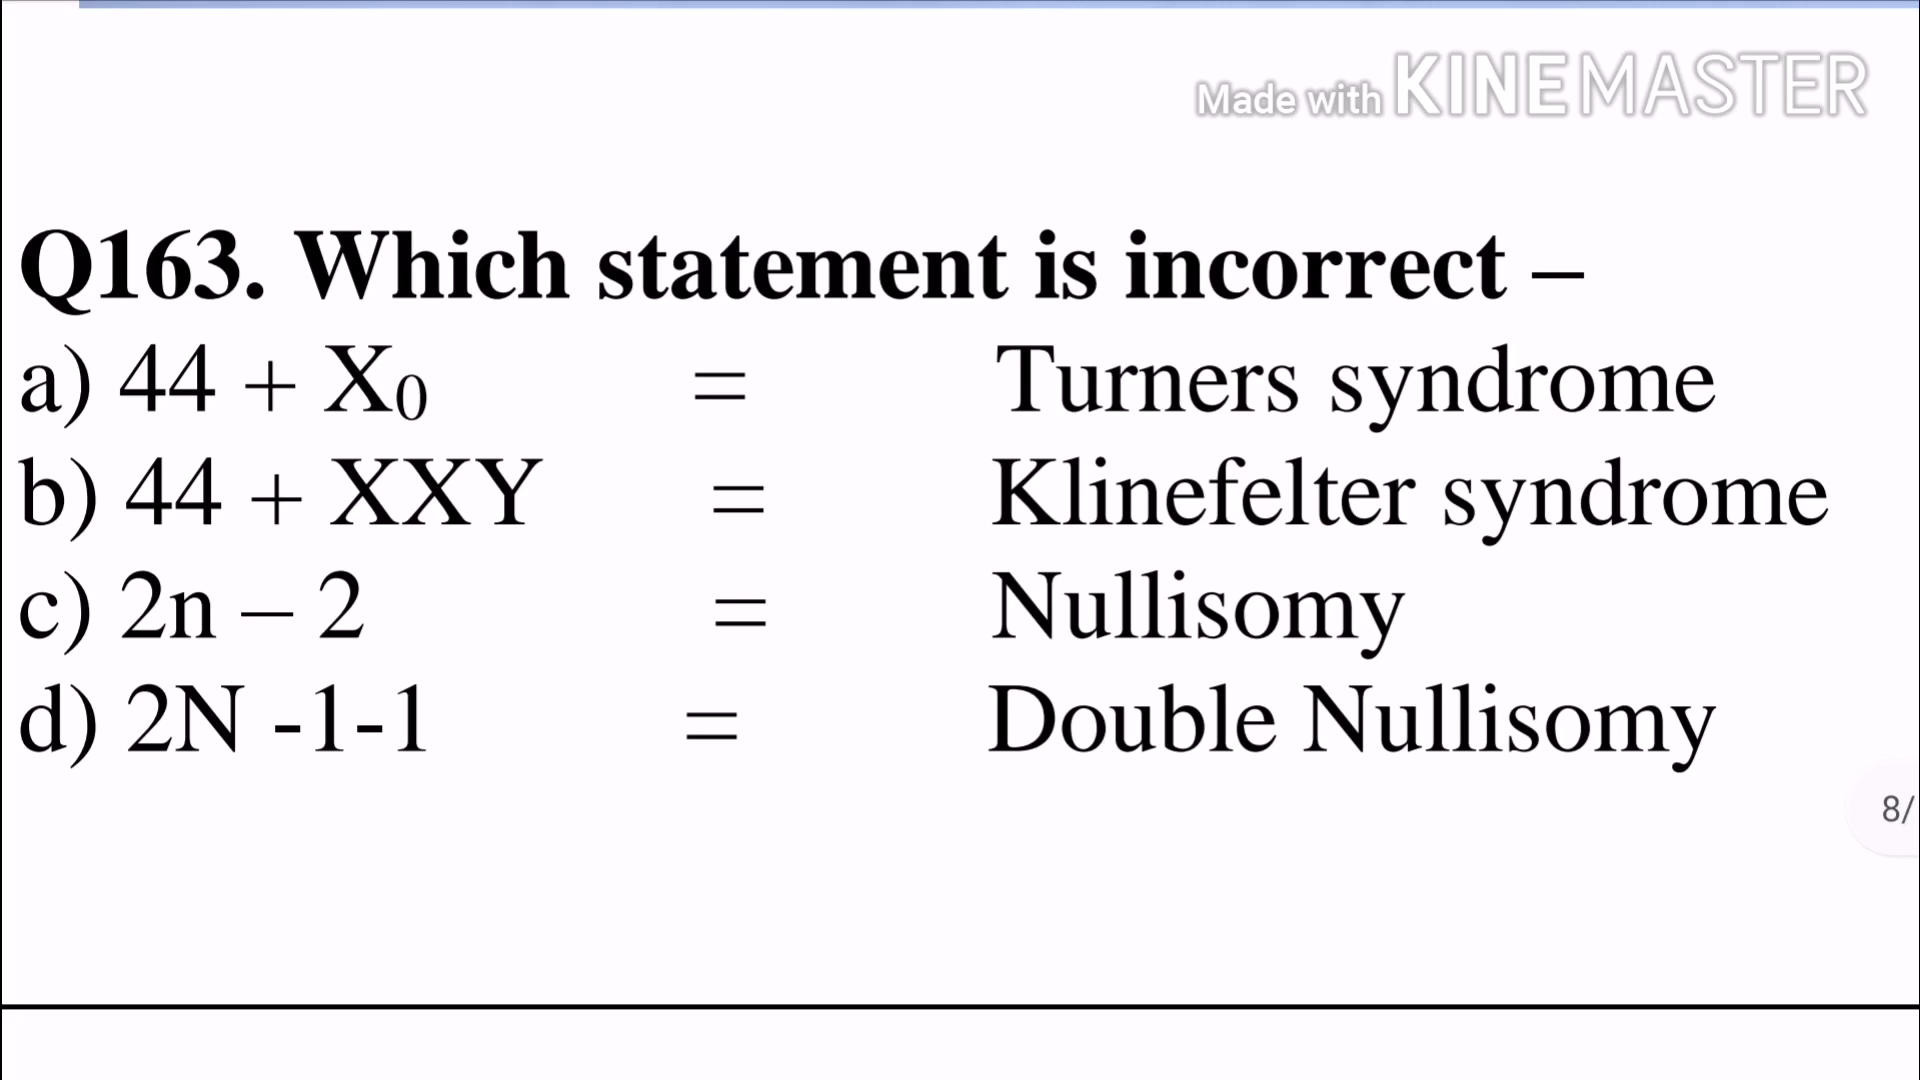 Made with KINEMASTER
Q163. Which statement is incorrect –
a) 44 + X₀ = Turners syndrome
b) 44 + XXY = Klinefelter syndrome
c) 2n – 2 = Nullisomy
d) 2N -1-1 = Double Nullisomy
8/